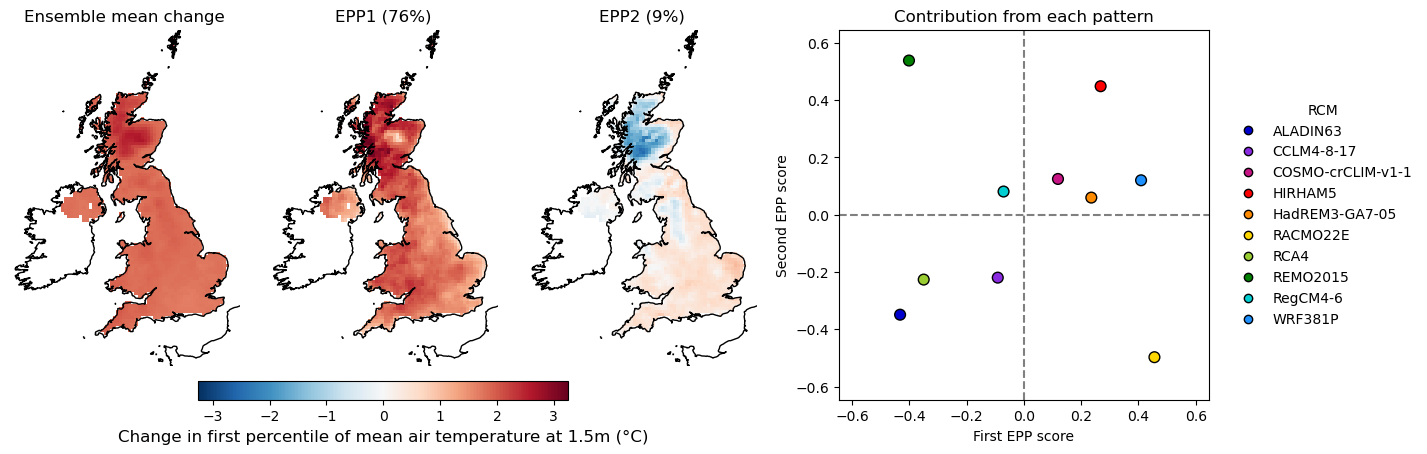 Ensemble mean change
EPP1 (76%)
EPP2 (9%)
−3 −2 −1 0 1 2 3
Change in first percentile of mean air temperature at 1.5m (°C)
Contribution from each pattern
Second EPP score
0.6
0.4
0.2
0.0
−0.2
−0.4
−0.6
−0.6 −0.4 −0.2 0.0 0.2 0.4 0.6
First EPP score
RCM
ALADIN63
CCLM4-8-17
COSMO-crCLIM-v1-1
HIRHAM5
HadREM3-GA7-05
RACMO22E
RCA4
REMO2015
RegCM4-6
WRF381P